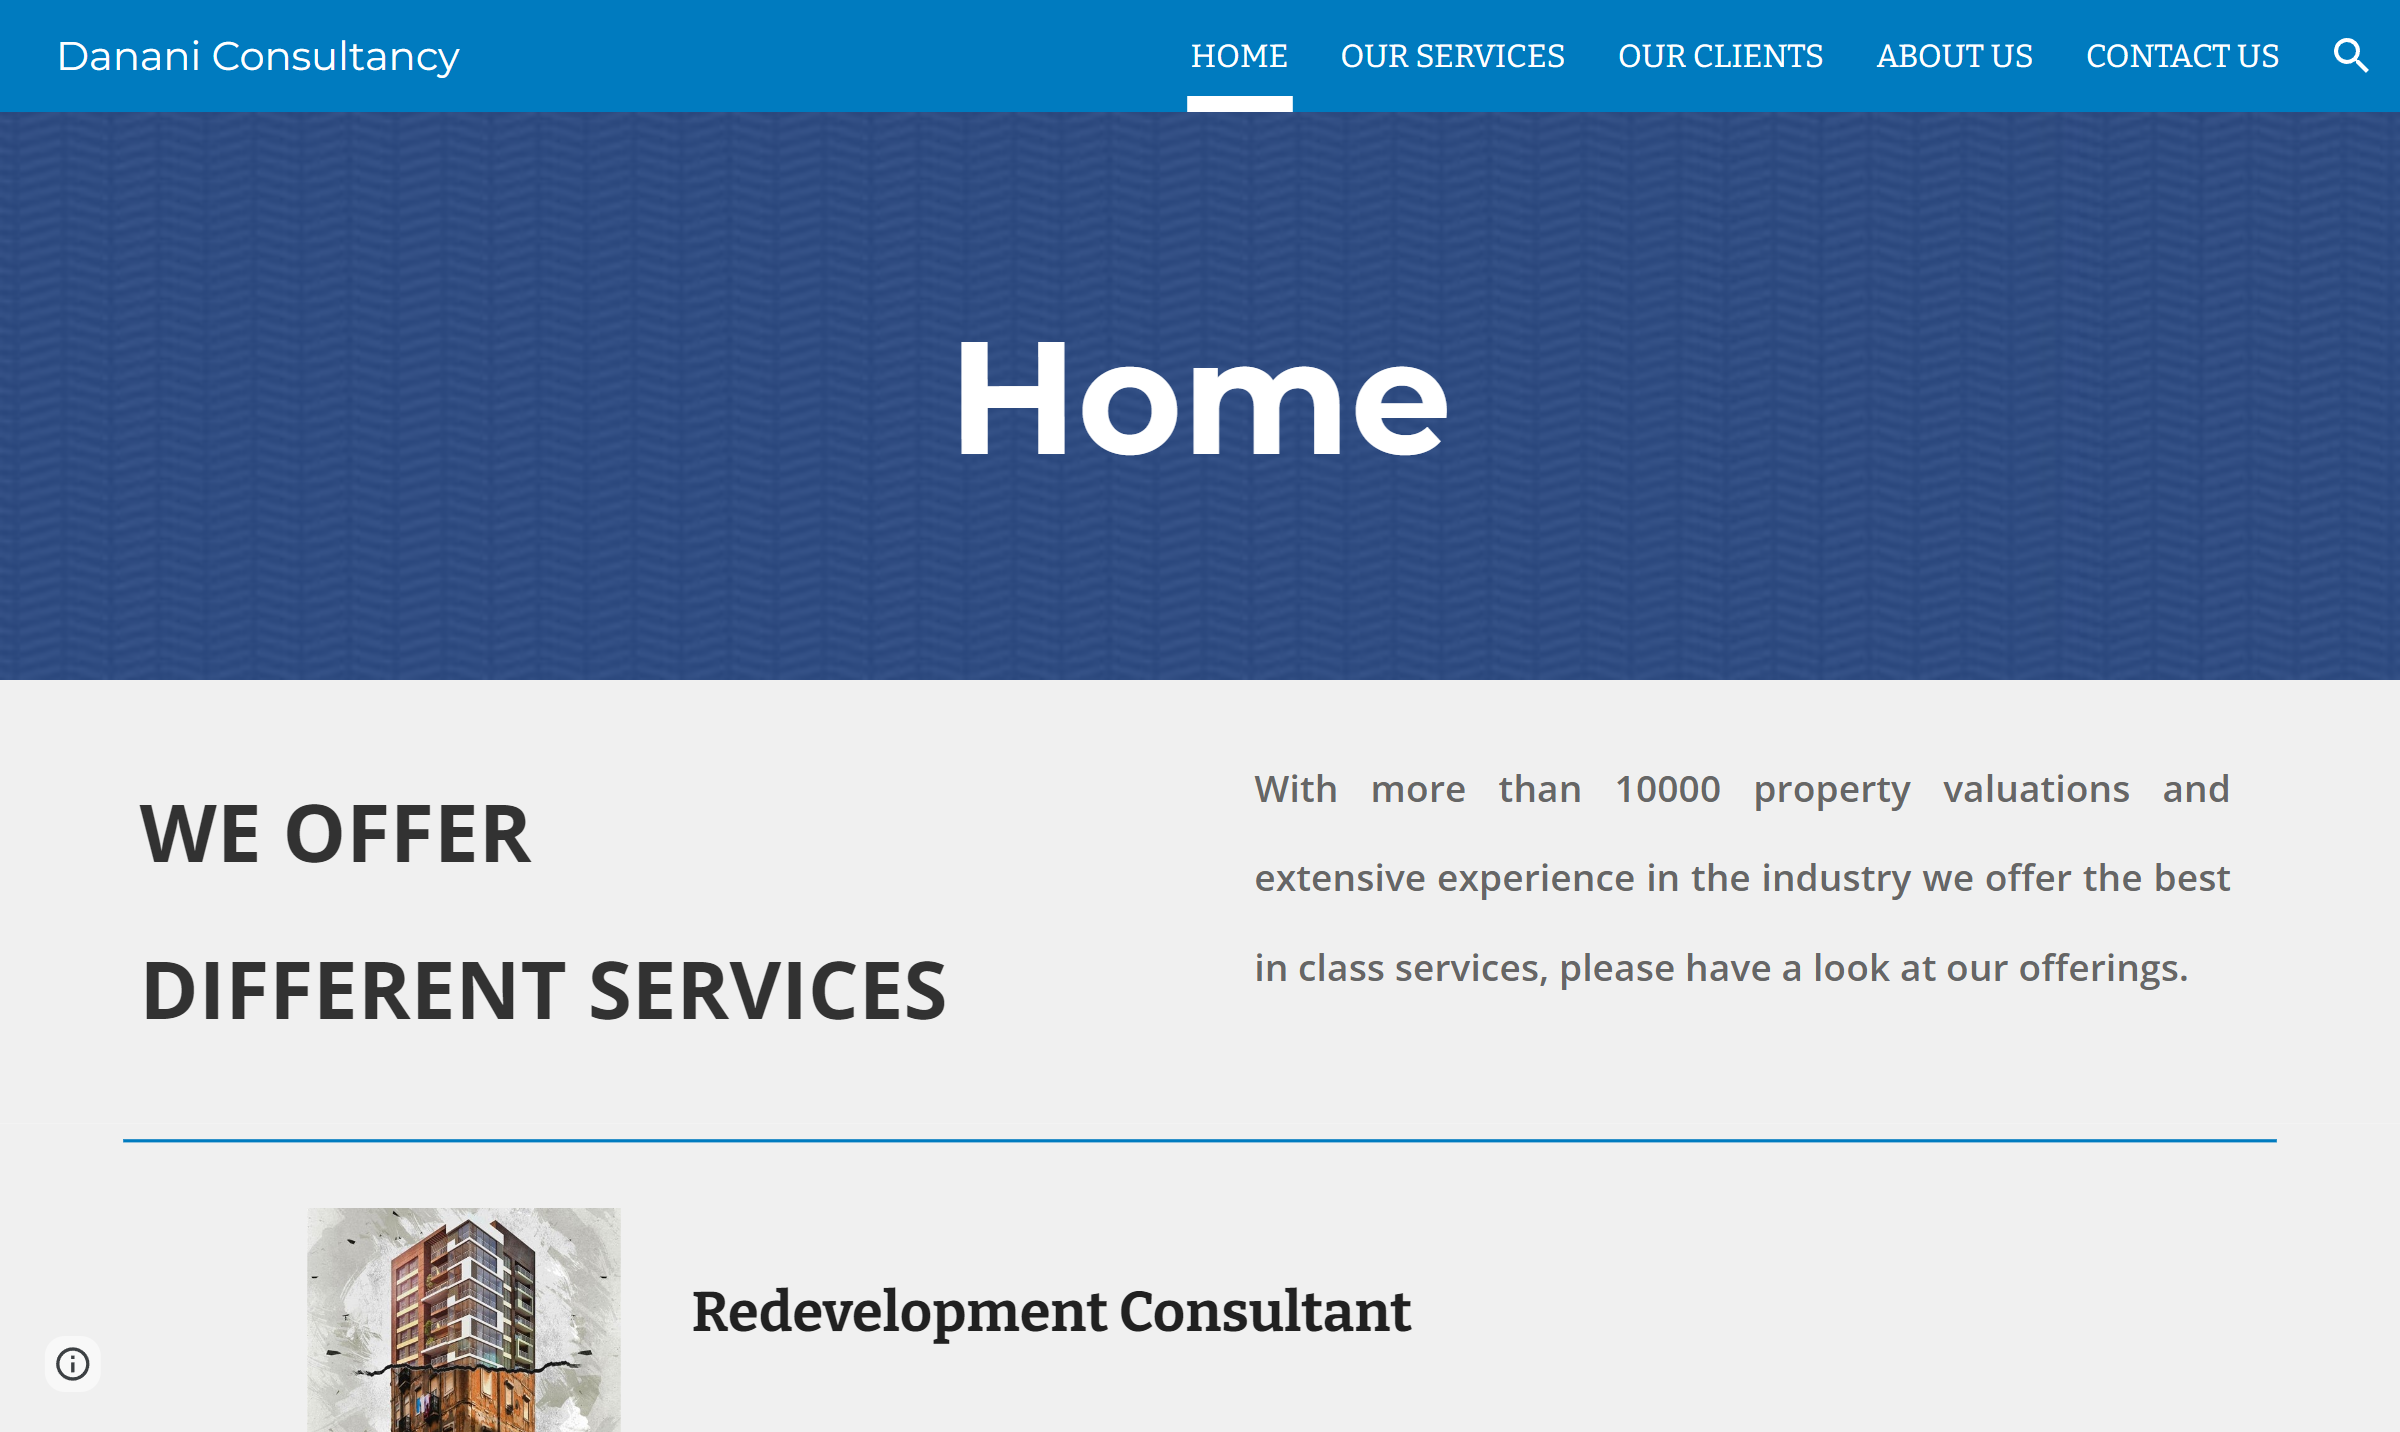 Danani Consultancy
HOME
OUR SERVICES
OUR CLIENTS
ABOUT US
CONTACT US
Home
WE OFFER
DIFFERENT SERVICES
With more than 10000 property valuations and
extensive experience in the industry we offer the best
in class services, please have a look at our offerings.
Redevelopment Consultant